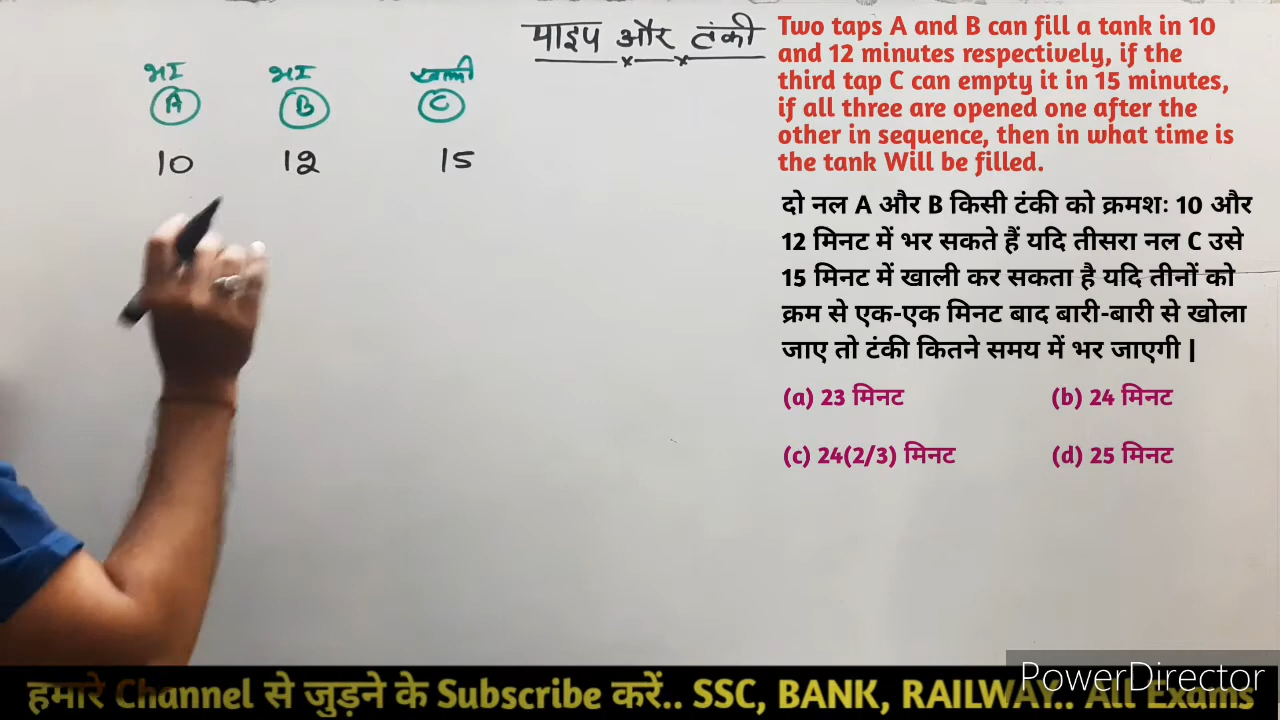 पाइप और टंकी
भरा भरा खाली
A B C
10 12 15
Two taps A and B can fill a tank in 10
and 12 minutes respectively, if the
third tap C can empty it in 15 minutes,
if all three are opened one after the
other in sequence, then in what time is
the tank Will be filled.
दो नल A और B किसी टंकी को क्रमशः 10 और
12 मिनट में भर सकते हैं यदि तीसरा नल C उसे
15 मिनट में खाली कर सकता है यदि तीनों को
क्रम से एक-एक मिनट बाद बारी-बारी से खोला
जाए तो टंकी कितने समय में भर जाएगी |
(a) 23 मिनट (b) 24 मिनट
(c) 24(2/3) मिनट (d) 25 मिनट
हमारे Channel से जुड़ने के Subscribe करें.. SSC, BANK, RAILWAY.. All Exams
PowerDirector